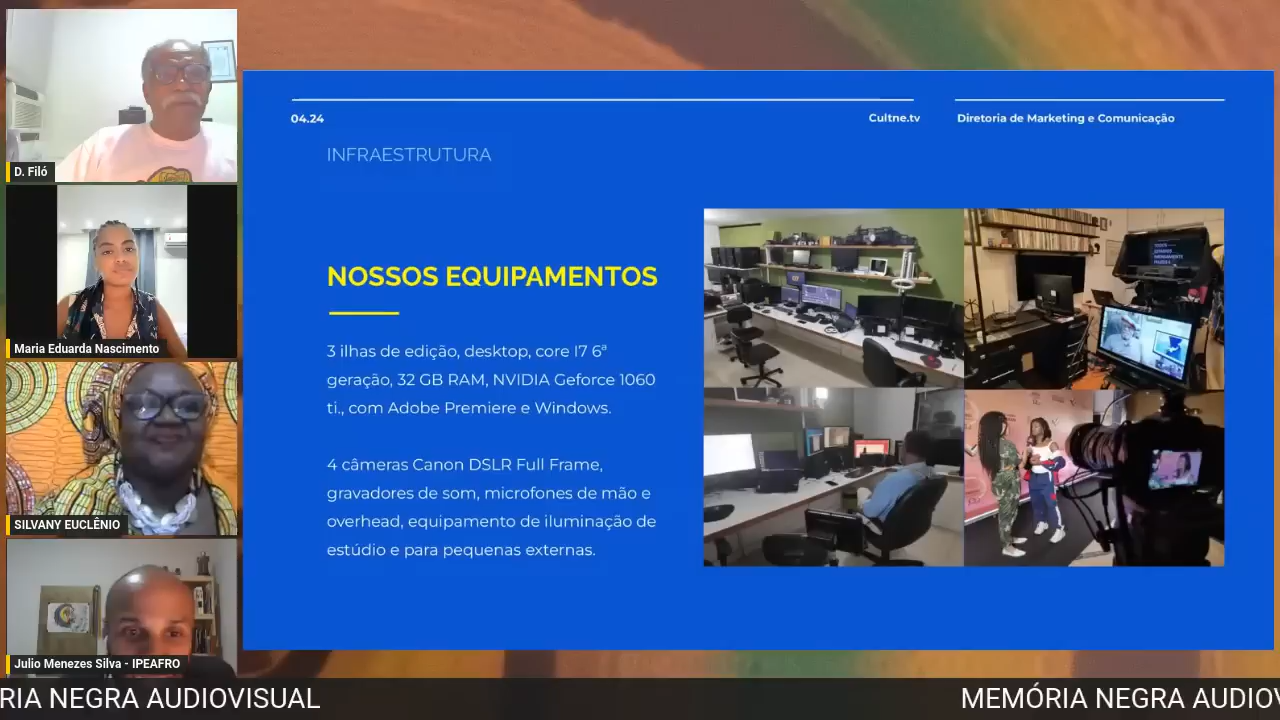 D. Filó
Maria Eduarda Nascimento
SILVANY EUCLÊNIO
Julio Menezes Silva - IPEAFRO
04.24
Cultne.tv
Diretoria de Marketing e Comunicação
INFRAESTRUTURA
NOSSOS EQUIPAMENTOS
3 ilhas de edição, desktop, core I7 6ª
geração, 32 GB RAM, NVIDIA Geforce 1060
ti., com Adobe Premiere e Windows.
4 câmeras Canon DSLR Full Frame,
gravadores de som, microfones de mão e
overhead, equipamento de iluminação de
estúdio e para pequenas externas.
RIA NEGRA AUDIOVISUAL
MEMÓRIA NEGRA AUDIOV